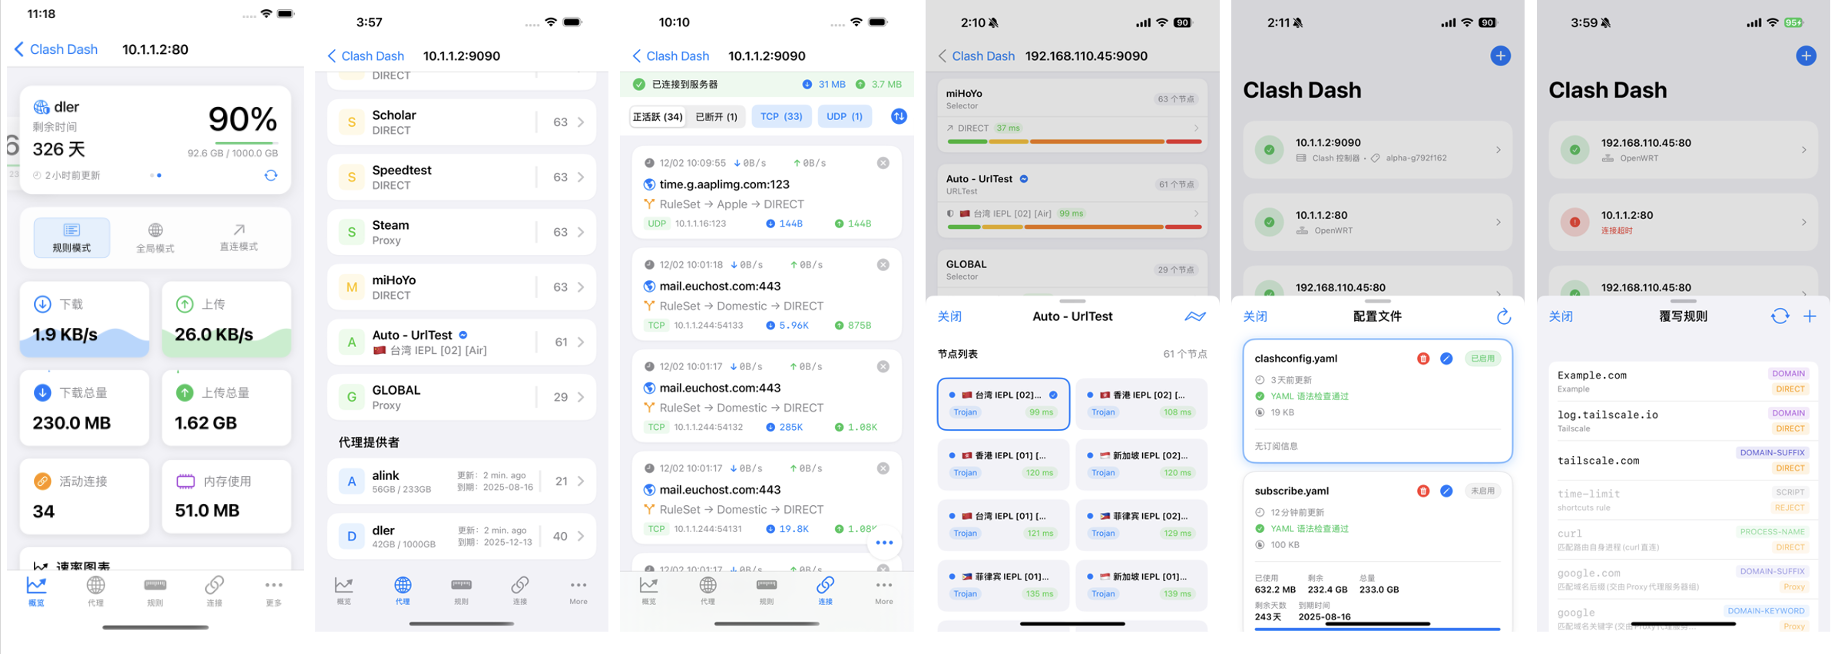 11:18
Clash Dash
10.1.1.2:80
dler
剩余时间
326 天
2小时前更新
90%
92.6 GB / 1000.0 GB
规则模式
全局模式
直连模式
下载
1.9 KB/s
上传
26.0 KB/s
下载总量
230.0 MB
上传总量
1.62 GB
活动连接
34
内存使用
51.0 MB
速率图表
概览
代理
规则
连接
更多
3:57
Clash Dash
10.1.1.2:9090
DIRECT
S
Scholar
DIRECT
63
S
Speedtest
DIRECT
63
S
Steam
Proxy
63
M
miHoYo
DIRECT
63
A
Auto - UrlTest
台湾 IEPL [02] [Air]
61
G
GLOBAL
Proxy
29
代理提供者
A
alink
56GB / 233GB
更新：2 min. ago
到期：2025-08-16
21
D
dler
42GB / 1000GB
更新：2 min. ago
到期：2025-12-13
40
概览
代理
规则
连接
More
10:10
Clash Dash
10.1.1.2:9090
已连接到服务器
31 MB
3.7 MB
正活跃 (34)
已断开 (1)
TCP (33)
UDP (1)
12/02 10:09:55
0B/s
0B/s
time.g.aaplimg.com:123
RuleSet → Apple → DIRECT
UDP
10.1.1.16:123
144B
144B
12/02 10:01:18
0B/s
0B/s
mail.euchost.com:443
RuleSet → Domestic → DIRECT
TCP
10.1.1.244:54133
5.96K
875B
12/02 10:01:17
0B/s
0B/s
mail.euchost.com:443
RuleSet → Domestic → DIRECT
TCP
10.1.1.244:54132
285K
1.08K
12/02 10:01:17
0B/s
0B/s
mail.euchost.com:443
RuleSet → Domestic → DIRECT
TCP
10.1.1.244:54131
19.8K
1.08K
12/02 10:01:17
0B/s
0B/s
概览
代理
规则
连接
More
2:10
90
Clash Dash
192.168.110.45:9090
miHoYo
Selector
63 个节点
DIRECT
37 ms
Auto - UrlTest
URLTest
61 个节点
台湾 IEPL [02] [Air]
99 ms
GLOBAL
Selector
29 个节点
关闭
Auto - UrlTest
节点列表
61 个节点
台湾 IEPL [02]...
Trojan
99 ms
香港 IEPL [02] [...
Trojan
108 ms
香港 IEPL [01] [...
Trojan
120 ms
新加坡 IEPL [02]...
Trojan
120 ms
台湾 IEPL [01] [...
Trojan
121 ms
菲律宾 IEPL [02]...
Trojan
129 ms
菲律宾 IEPL [01]...
Trojan
135 ms
新加坡 IEPL [01]...
Trojan
139 ms
2:11
90
Clash Dash
10.1.1.2:9090
Clash 控制器 • alpha-g792f162
10.1.1.2:80
OpenWRT
192.168.110.45:80
关闭
配置文件
clashconfig.yaml
已启用
3天前更新
YAML 语法检查通过
19 KB
无订阅信息
subscribe.yaml
未启用
12分钟前更新
YAML 语法检查通过
100 KB
已使用
632.2 MB
剩余
232.4 GB
总量
233.0 GB
剩余天数
243天
到期时间
2025-08-16
3:59
95
Clash Dash
192.168.110.45:80
OpenWRT
10.1.1.2:80
连接超时
192.168.110.45:80
关闭
覆写规则
Example.com
Example
DOMAIN
DIRECT
log.tailscale.io
Tailscale
DOMAIN
DIRECT
tailscale.com
DOMAIN-SUFFIX
DIRECT
time-limit
shortcuts rule
SCRIPT
REJECT
curl
匹配路由自身进程(curl直连)
PROCESS-NAME
DIRECT
google.com
匹配域名后缀(交由Proxy代理服务器组)
DOMAIN-SUFFIX
Proxy
google
匹配域名关键字(交由Proxy代理务...
DOMAIN-KEYWORD
Proxy